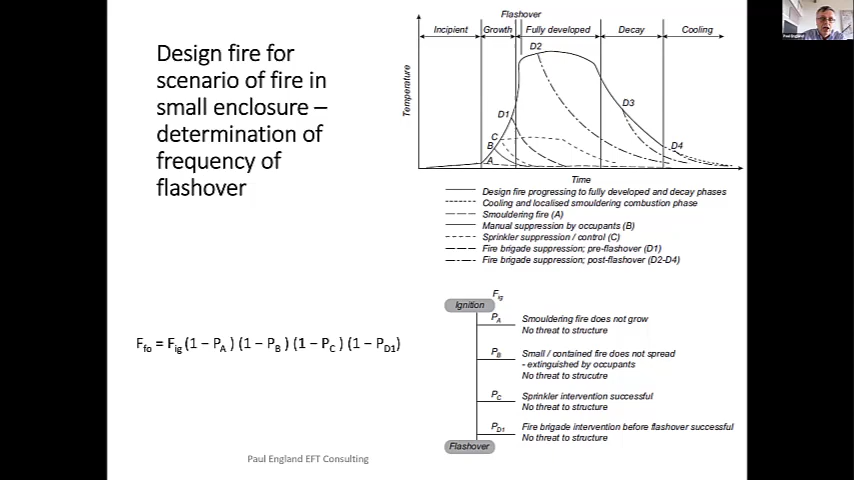 Design fire for
scenario of fire in
small enclosure –
determination of
frequency of
flashover
Flashover
Incipient
Growth
Fully developed
Decay
Cooling
Temperature
D2
D1
D3
C
B
A
D4
Time
Design fire progressing to fully developed and decay phases
Cooling and localised smouldering combustion phase
Smouldering fire (A)
Manual suppression by occupants (B)
Sprinkler suppression / control (C)
Fire brigade suppression; pre-flashover (D1)
Fire brigade suppression; post-flashover (D2-D4)
F_fo = F_ig (1 – P_A) (1 – P_B) (1 – P_C) (1 – P_D1)
F_ig
Ignition
P_A Smouldering fire does not grow
No threat to structure
P_B Small / contained fire does not spread
- extinguished by occupants
No threat to strucutre
P_C Sprinkler intervention successful
No threat to structure
P_D1 Fire brigade intervention before flashover successful
No threat to structure
Flashover
Paul England EFT Consulting
Paul England